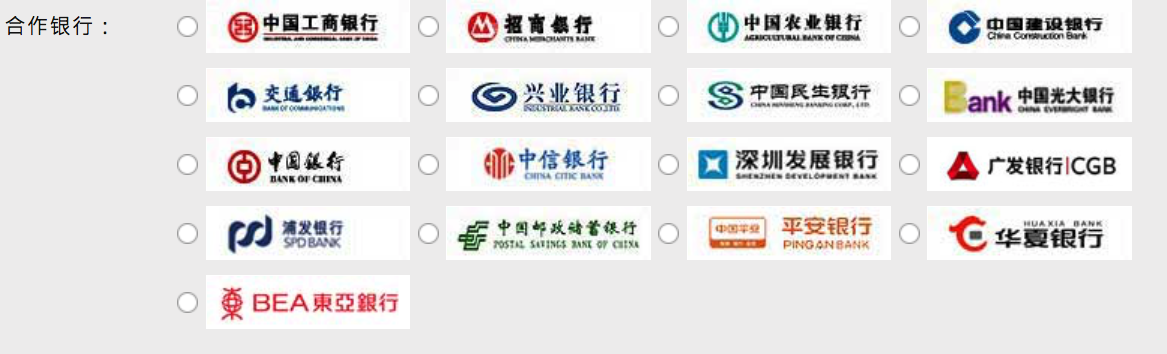 合作银行：
中国工商银行
INDUSTRIAL AND COMMERCIAL BANK OF CHINA
招商银行
CHINA MERCHANTS BANK
中国农业银行
AGRICULTURAL BANK OF CHINA
中国建设银行
China Construction Bank
交通銀行
BANK OF COMMUNICATIONS
兴业银行
INDUSTRIAL BANK CO.,LTD.
中国民生银行
CHINA MINSHENG BANKING CORP., LTD.
Bank 中国光大银行
CHINA EVERBRIGHT BANK
中国銀行
BANK OF CHINA
中信銀行
CHINA CITIC BANK
深圳发展银行
SHENZHEN DEVELOPMENT BANK
广发银行|CGB
浦发银行
SPD BANK
中国邮政储蓄银行
POSTAL SAVINGS BANK OF CHINA
中国平安
平安银行
PINGAN BANK
HUAXIA BANK
华夏银行
BEA東亞銀行